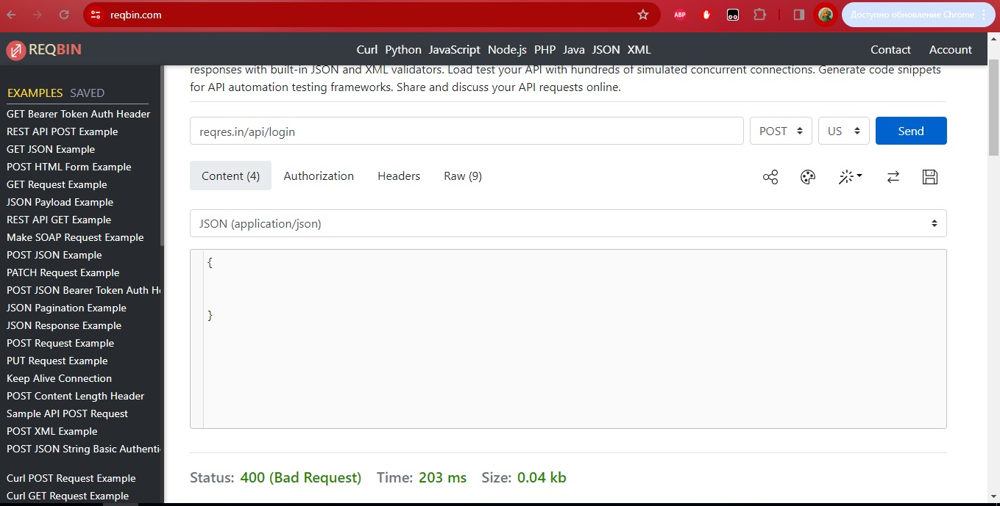 reqbin.com
ABP
Доступно обновление Chrome
REQBIN
Curl Python JavaScript Node.js PHP Java JSON XML
Contact Account
EXAMPLES SAVED
GET Bearer Token Auth Header
REST API POST Example
GET JSON Example
POST HTML Form Example
GET Request Example
JSON Payload Example
REST API GET Example
Make SOAP Request Example
POST JSON Example
PATCH Request Example
POST JSON Bearer Token Auth He
JSON Pagination Example
JSON Response Example
POST Request Example
PUT Request Example
Keep Alive Connection
POST Content Length Header
Sample API POST Request
POST XML Example
POST JSON String Basic Authenti
Curl POST Request Example
Curl GET Request Example
responses with built-in JSON and XML validators. Load test your API with hundreds of simulated concurrent connections. Generate code snippets
for API automation testing frameworks. Share and discuss your API requests online.
reqres.in/api/login
POST
US
Send
Content (4) Authorization Headers Raw (9)
JSON (application/json)
{
}
Status: 400 (Bad Request) Time: 203 ms Size: 0.04 kb